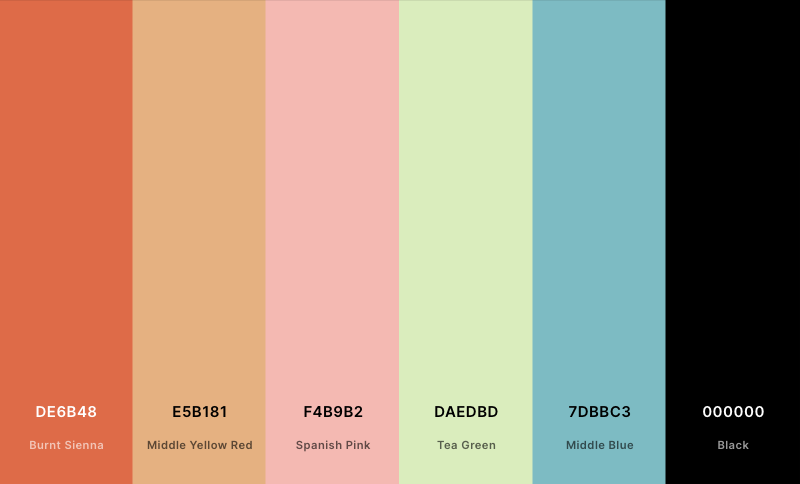 DE6B48 E5B181 F4B9B2 DAEDBD 7DBBC3 000000
Burnt Sienna Middle Yellow Red Spanish Pink Tea Green Middle Blue Black